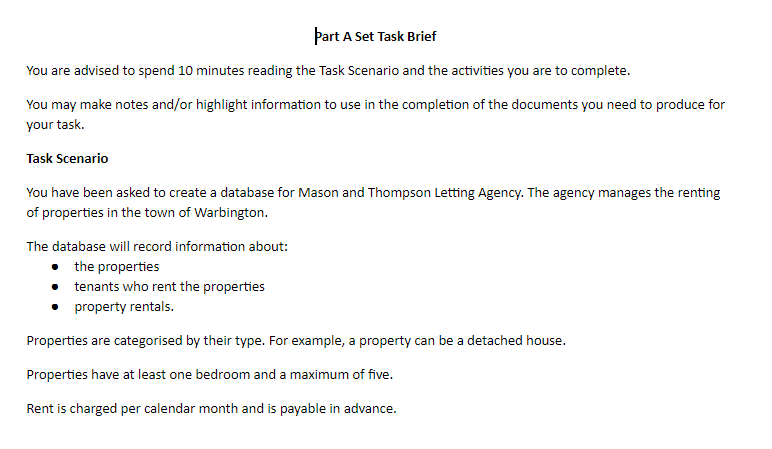 Part A Set Task Brief
You are advised to spend 10 minutes reading the Task Scenario and the activities you are to complete.
You may make notes and/or highlight information to use in the completion of the documents you need to produce for
your task.
Task Scenario
You have been asked to create a database for Mason and Thompson Letting Agency. The agency manages the renting
of properties in the town of Warbington.
The database will record information about:
● the properties
● tenants who rent the properties
● property rentals.
Properties are categorised by their type. For example, a property can be a detached house.
Properties have at least one bedroom and a maximum of five.
Rent is charged per calendar month and is payable in advance.